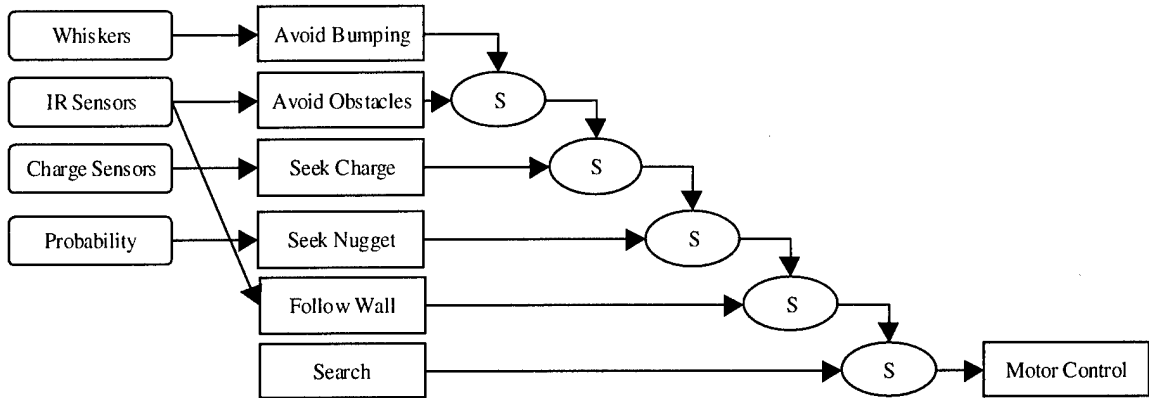 Whiskers
Avoid Bumping
IR Sensors
Avoid Obstacles
S
Charge Sensors
Seek Charge
S
Probability
Seek Nugget
S
Follow Wall
S
Search
S
Motor Control